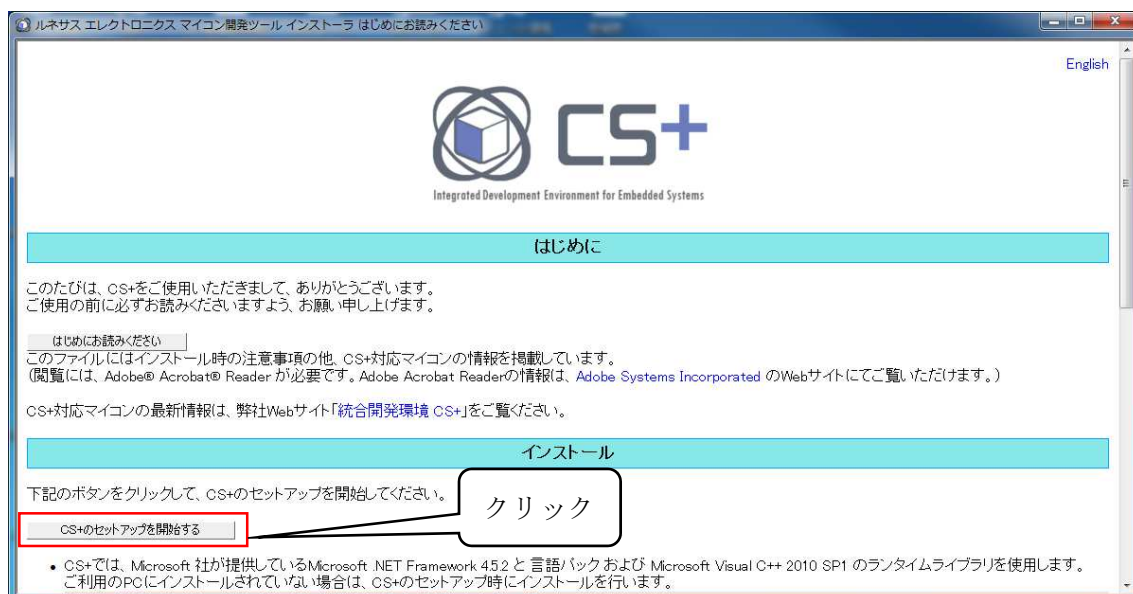 ルネサス エレクトロニクス マイコン開発ツール インストーラ はじめにお読みください
English
CS+
Integrated Development Environment for Embedded Systems
はじめに
このたびは、CS+をご使用いただきまして、ありがとうございます。
ご使用の前に必ずお読みくださいますよう、お願い申し上げます。
はじめにお読みください
このファイルにはインストール時の注意事項の他、CS+対応マイコンの情報を掲載しています。
(閲覧には、Adobe® Acrobat® Reader が必要です。Adobe Acrobat Readerの情報は、Adobe Systems Incorporated のWebサイトにてご覧いただけます。)
CS+対応マイコンの最新情報は、弊社Webサイト「統合開発環境 CS+」をご覧ください。
インストール
下記のボタンをクリックして、CS+のセットアップを開始してください。
クリック
CS+のセットアップを開始する
• CS+では、Microsoft 社が提供しているMicrosoft .NET Framework 4.5.2 と 言語パック および Microsoft Visual C++ 2010 SP1 のランタイムライブラリを使用します。
ご利用のPCにインストールされていない場合は、CS+のセットアップ時にインストールを行います。